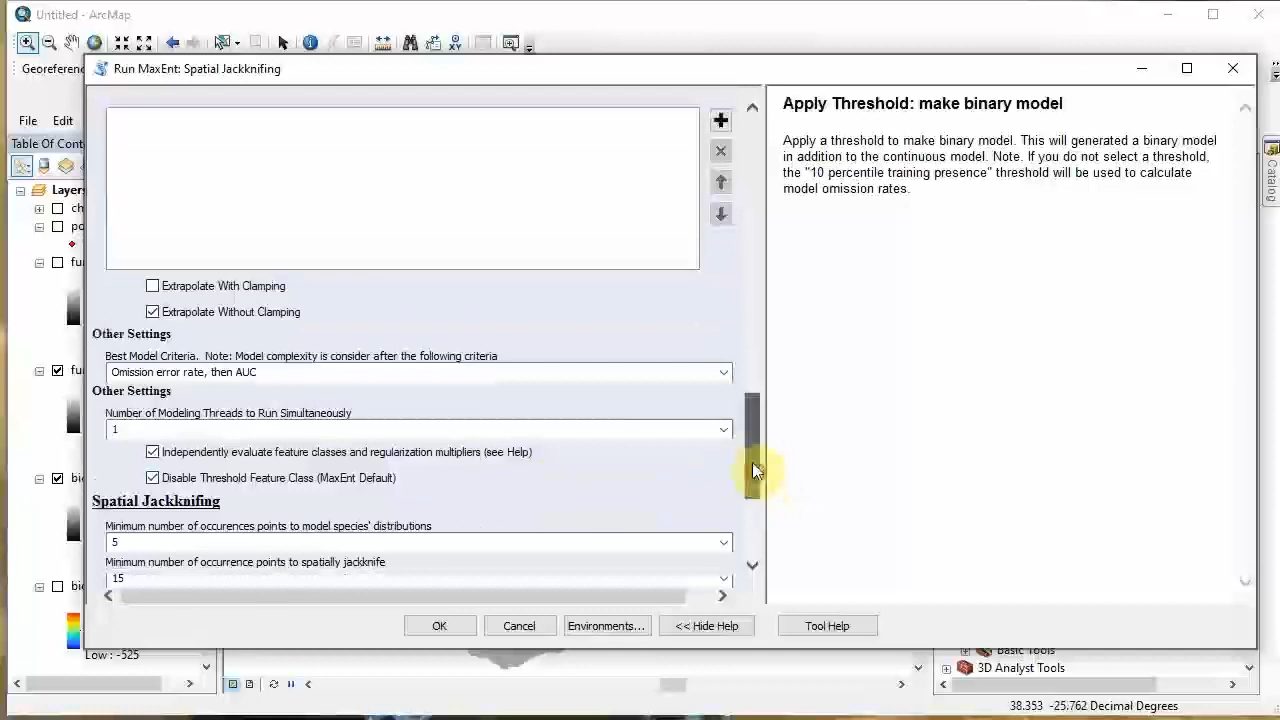 Untitled - ArcMap
Run MaxEnt: Spatial Jackknifing
File Edit
Table Of Cont
Layers
ch
po
fu
fu
bio
bio
Low : -525
Georeferenc
Extrapolate With Clamping
Extrapolate Without Clamping
Other Settings
Best Model Criteria. Note: Model complexity is consider after the following criteria
Omission error rate, then AUC
Other Settings
Number of Modeling Threads to Run Simultaneously
1
Independently evaluate feature classes and regularization multipliers (see Help)
Disable Threshold Feature Class (MaxEnt Default)
Spatial Jackknifing
Minimum number of occurences points to model species' distributions
5
Minimum number of occurrence points to spatially jackknife
15
OK
Cancel
Environments...
<< Hide Help
Tool Help
Apply Threshold: make binary model
Apply a threshold to make binary model. This will generated a binary model
in addition to the continuous model. Note. If you do not select a threshold,
the "10 percentile training presence" threshold will be used to calculate
model omission rates.
Catalog
Basic Tools
3D Analyst Tools
38.353 -25.762 Decimal Degrees